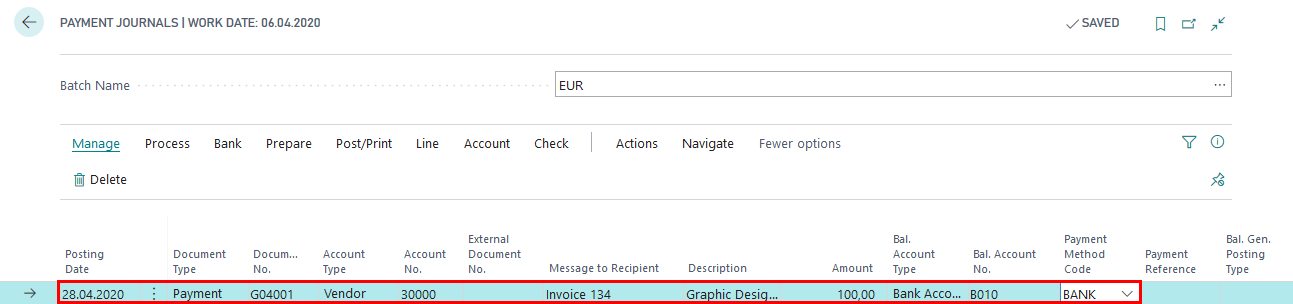 PAYMENT JOURNALS | WORK DATE: 06.04.2020
SAVED
Batch Name
EUR
Manage Process Bank Prepare Post/Print Line Account Check Actions Navigate Fewer options
Delete
Posting Date
Document Type
Docum... No.
Account Type
Account No.
External Document No.
Message to Recipient
Description
Amount
Bal. Account Type
Bal. Account No.
Payment Method Code
Payment Reference
Bal. Gen. Posting Type
28.04.2020 Payment G04001 Vendor 30000 Invoice 134 Graphic Desig... 100,00 Bank Acco... B010 BANK